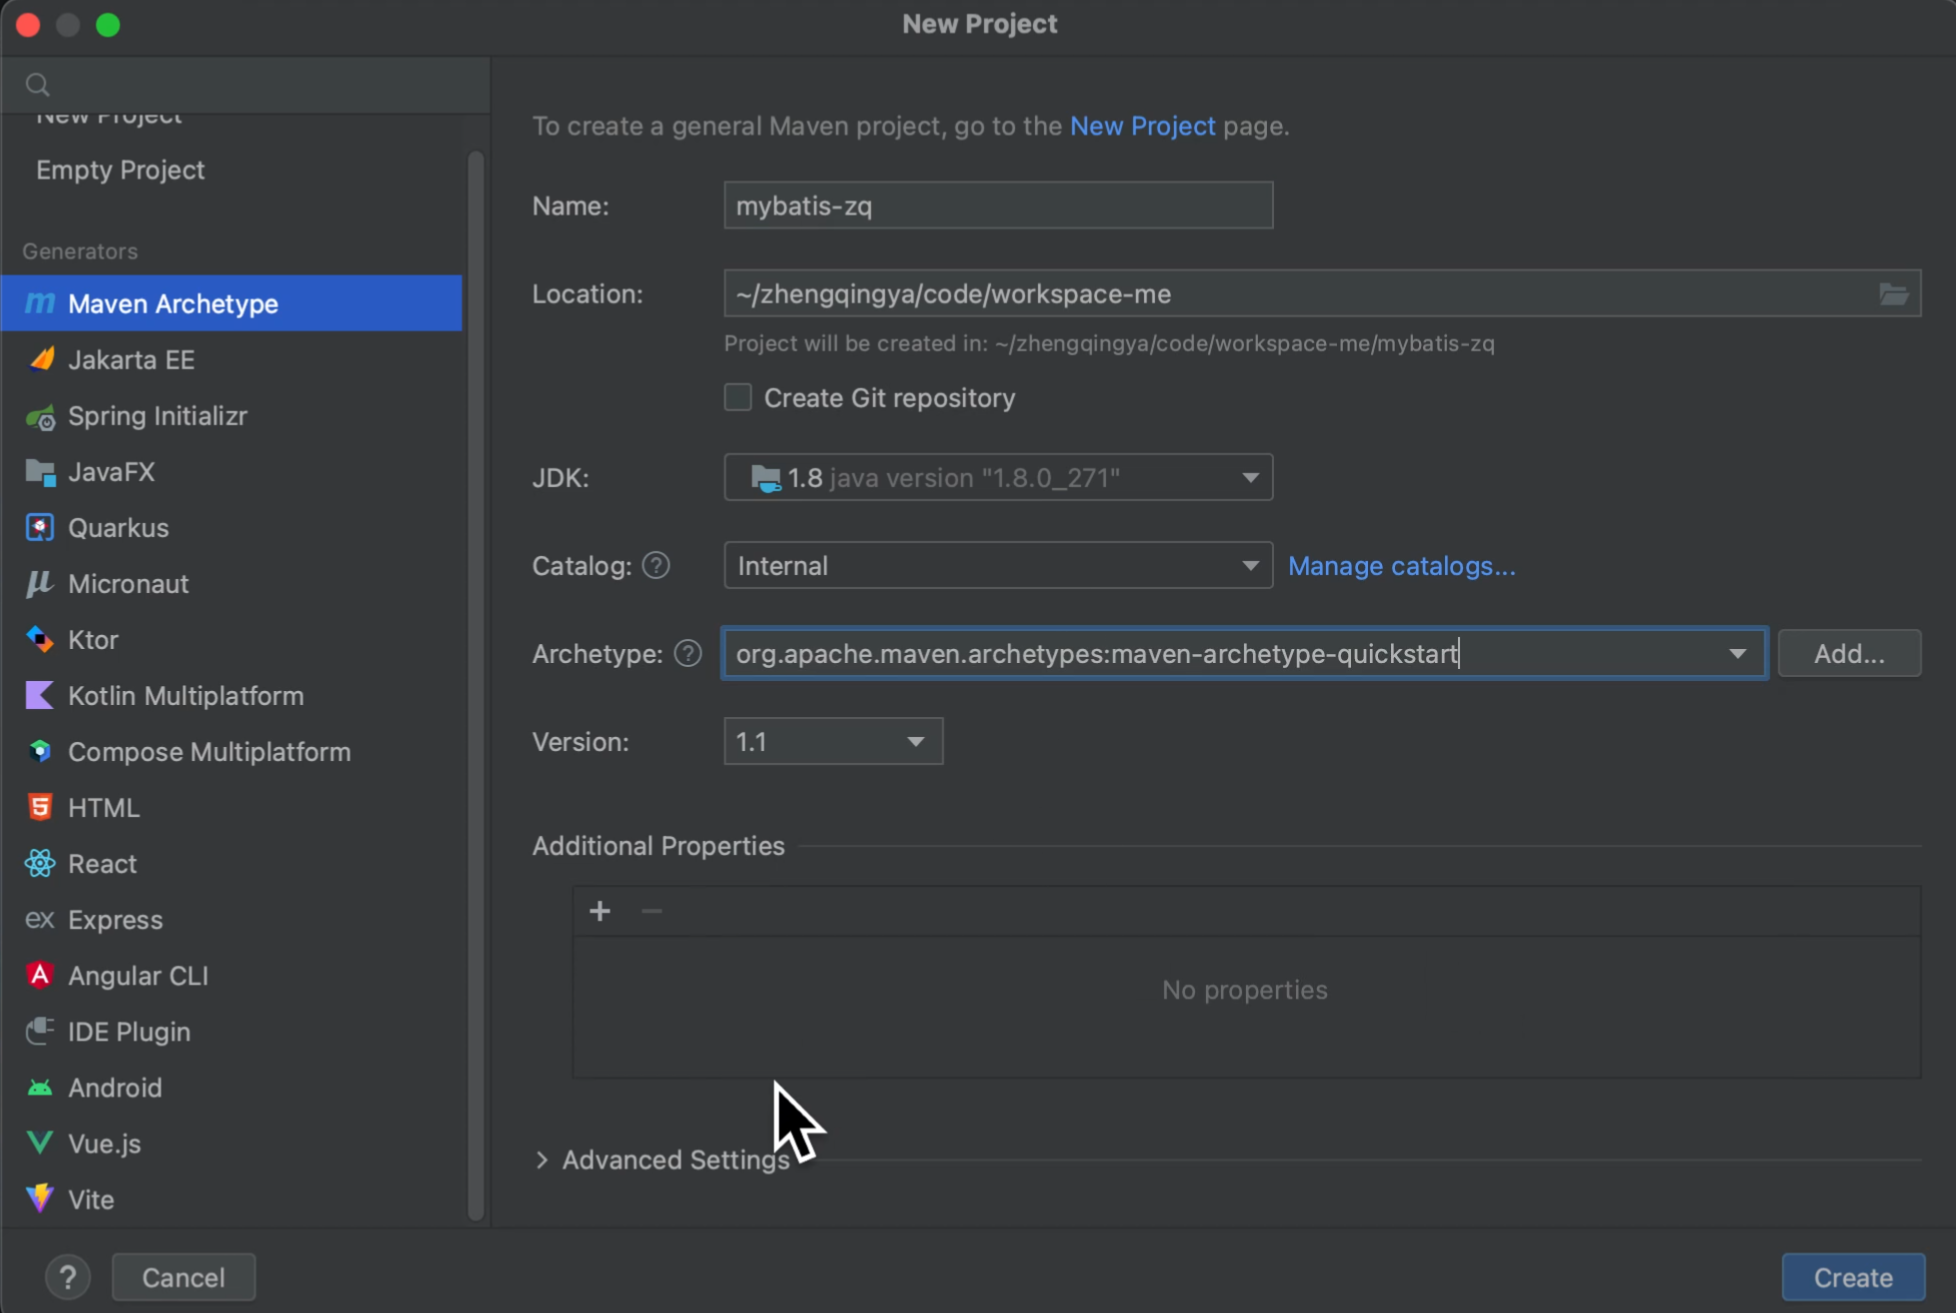 New Project
New Project
Empty Project
Generators
Maven Archetype
Jakarta EE
Spring Initializr
JavaFX
Quarkus
Micronaut
Ktor
Kotlin Multiplatform
Compose Multiplatform
HTML
React
ex Express
Angular CLI
IDE Plugin
Android
Vue.js
Vite
To create a general Maven project, go to the New Project page.
Name: mybatis-zq
Location: ~/zhengqingya/code/workspace-me
Project will be created in: ~/zhengqingya/code/workspace-me/mybatis-zq
Create Git repository
JDK: 1.8 java version "1.8.0_271"
Catalog: ? Internal Manage catalogs...
Archetype: ? org.apache.maven.archetypes:maven-archetype-quickstart Add...
Version: 1.1
Additional Properties
+ −
No properties
> Advanced Settings
? Cancel Create